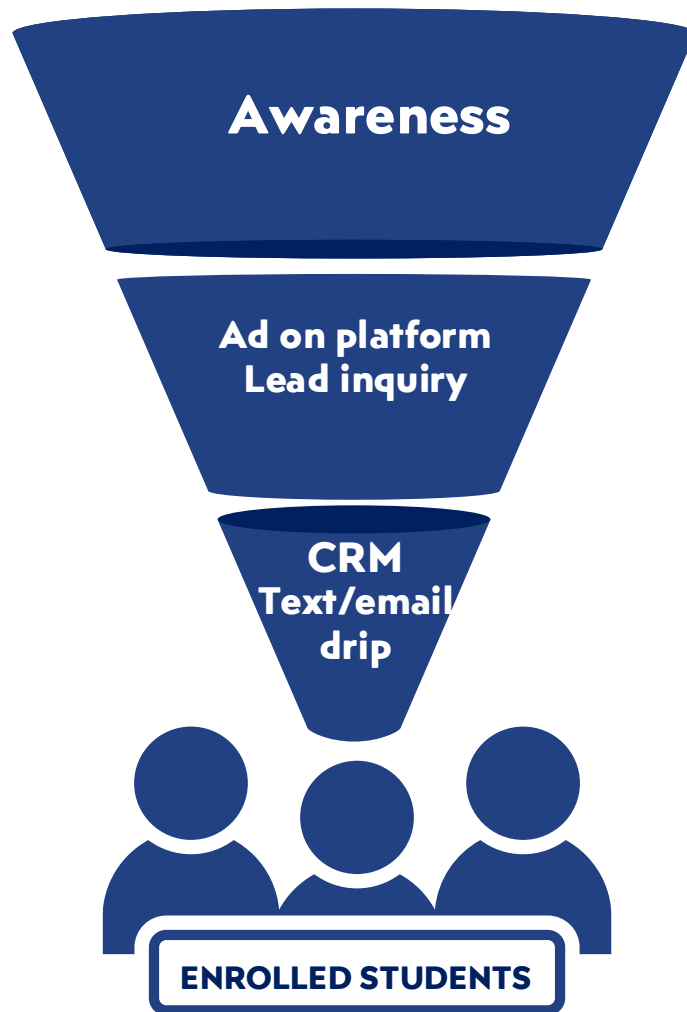 Awareness
Ad on platform
Lead inquiry
CRM
Text/email
drip
ENROLLED STUDENTS